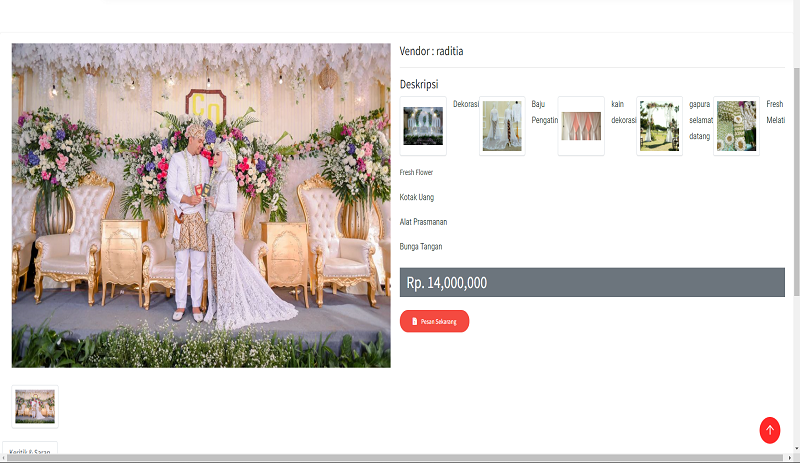 Vendor : raditia
Deskripsi
Dekorasi
Baju
Pengatin
kain
dekorasi
gapura
selamat
datang
Fresh
Melati
Fresh Flower
Kotak Uang
Alat Prasmanan
Bunga Tangan
Rp. 14,000,000
Pesan Sekarang
Keritik & Saran